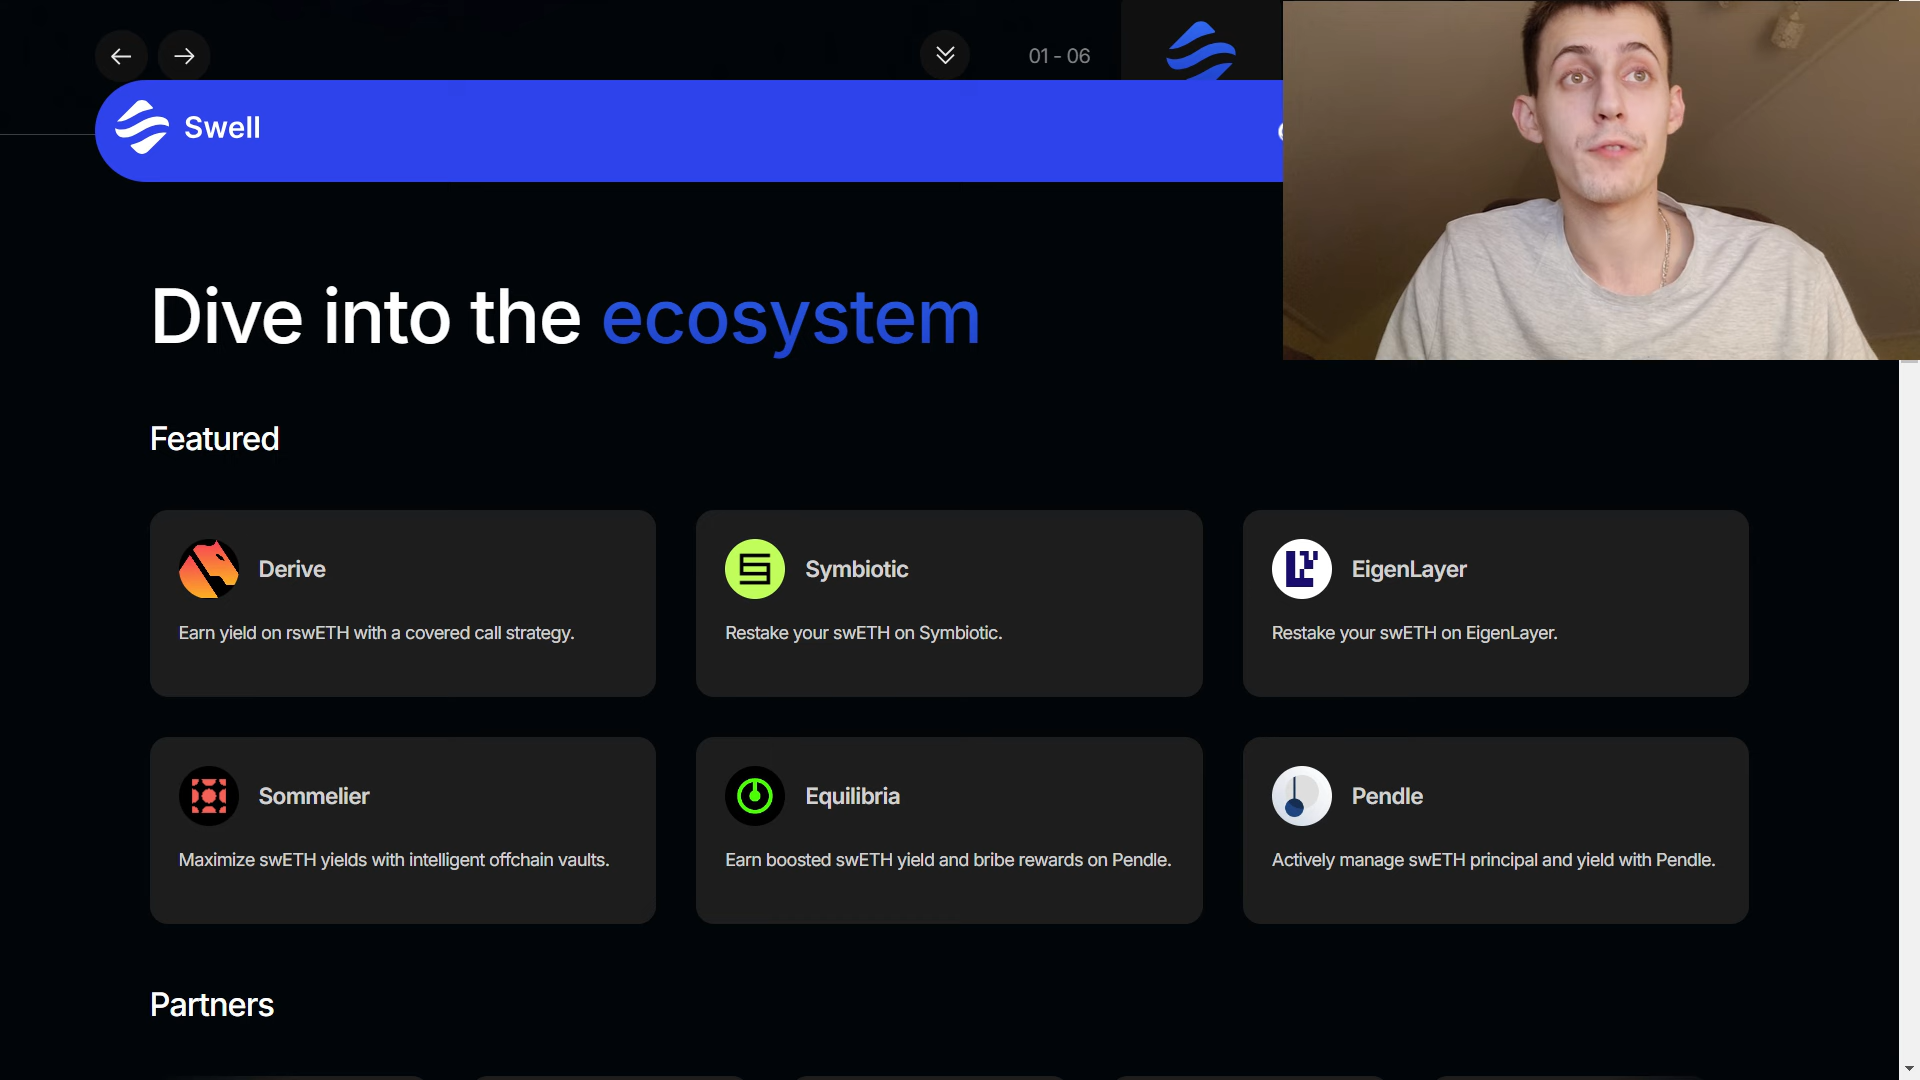 01 - 06
Swell
Dive into the ecosystem
Featured
Derive
Earn yield on rswETH with a covered call strategy.
Symbiotic
Restake your swETH on Symbiotic.
EigenLayer
Restake your swETH on EigenLayer.
Sommelier
Maximize swETH yields with intelligent offchain vaults.
Equilibria
Earn boosted swETH yield and bribe rewards on Pendle.
Pendle
Actively manage swETH principal and yield with Pendle.
Partners